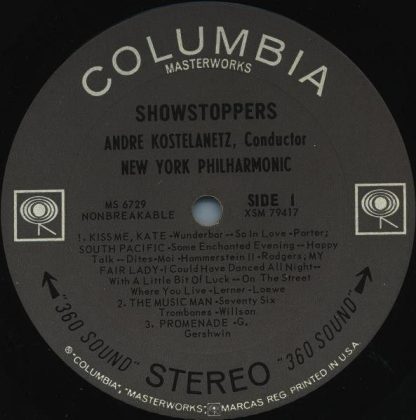 COLUMBIA
MASTERWORKS
SHOWSTOPPERS
ANDRE KOSTELANETZ, Conductor
NEW YORK PHILHARMONIC
MS 6729
NONBREAKABLE
SIDE 1
XSM 79417
1. KISS ME, KATE -Wunderbar -- So In Love -Porter;
SOUTH PACIFIC -Some Enchanted Evening -- Happy
Talk -- Dites-Moi -Hammerstein II -Rodgers; MY
FAIR LADY -I Could Have Danced All Night--
With A Little Bit Of Luck -- On The Street
Where You Live -Lerner - Loewe
2. THE MUSIC MAN -Seventy Six
Trombones -Willson
3. PROMENADE -G.
Gershwin
"360 SOUND" STEREO "360 SOUND"
® "COLUMBIA", "MASTERWORKS", MARCAS REG. PRINTED IN U.S.A.